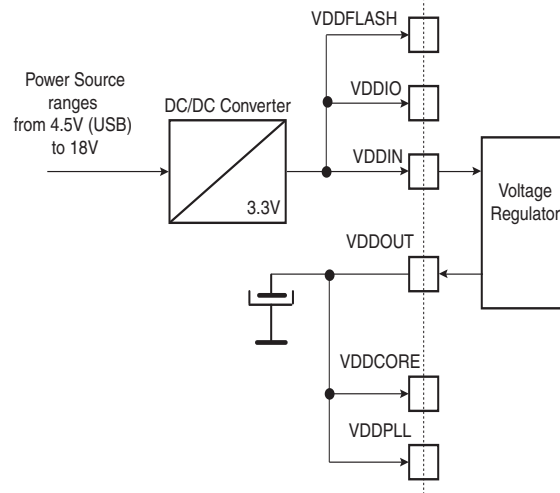 Power Source
ranges
from 4.5V (USB)
to 18V
DC/DC Converter
3.3V
VDDFLASH
VDDIO
VDDIN
Voltage
Regulator
VDDOUT
VDDCORE
VDDPLL